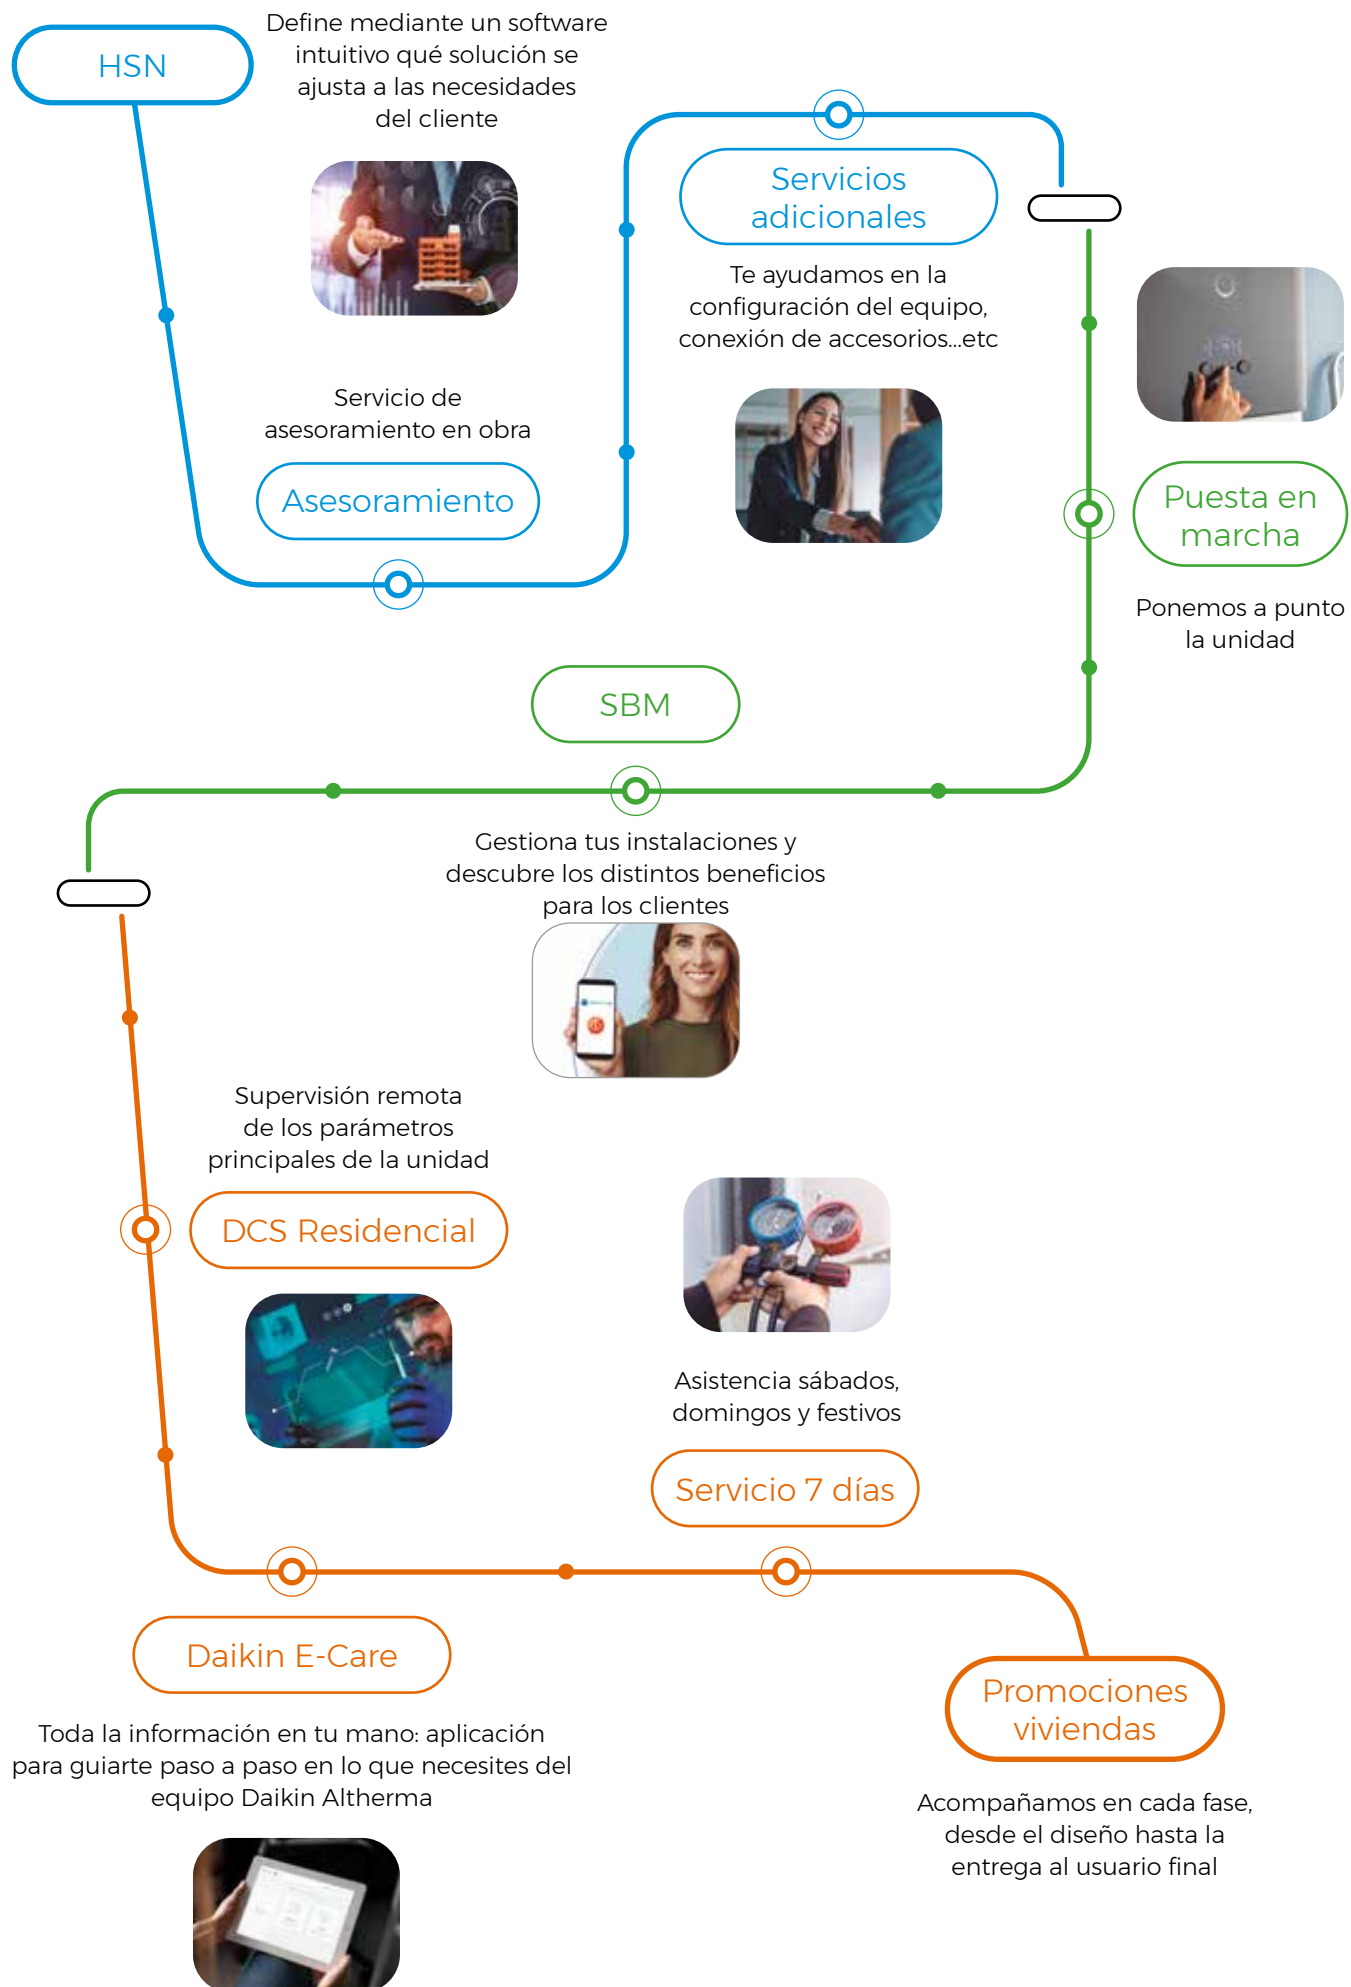 HSN
Define mediante un software
intuitivo qué solución se
ajusta a las necesidades
del cliente
Servicio de
asesoramiento en obra
Asesoramiento
Servicios
adicionales
Te ayudamos en la
configuración del equipo,
conexión de accesorios...etc
Puesta en
marcha
Ponemos a punto
la unidad
SBM
Gestiona tus instalaciones y
descubre los distintos beneficios
para los clientes
Supervisión remota
de los parámetros
principales de la unidad
DCS Residencial
Daikin E-Care
Toda la información en tu mano: aplicación
para guiarte paso a paso en lo que necesites del
equipo Daikin Altherma
Asistencia sábados,
domingos y festivos
Servicio 7 días
Promociones
viviendas
Acompañamos en cada fase,
desde el diseño hasta la
entrega al usuario final